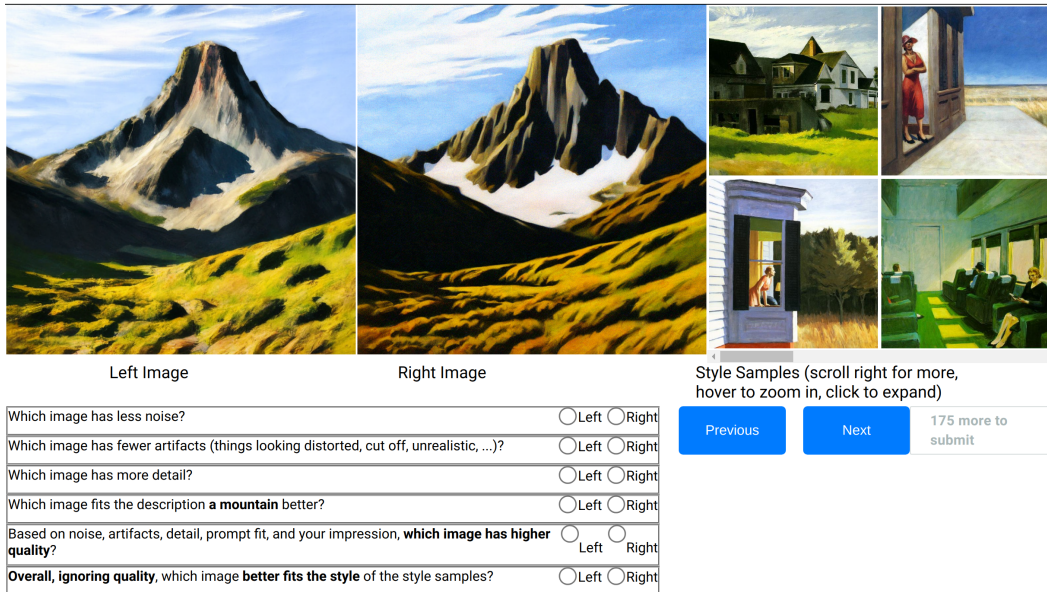 Left Image
Right Image
Style Samples (scroll right for more,
hover to zoom in, click to expand)
Previous
Next
175 more to
submit
Which image has less noise?
Left
Right
Which image has fewer artifacts (things looking distorted, cut off, unrealistic, ...)?
Left
Right
Which image has more detail?
Left
Right
Which image fits the description a mountain better?
Left
Right
Based on noise, artifacts, detail, prompt fit, and your impression, which image has higher
quality?
Left
Right
Overall, ignoring quality, which image better fits the style of the style samples?
Left
Right